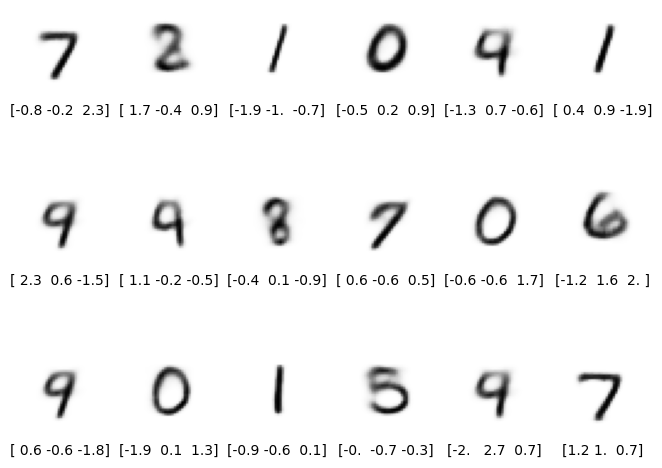 7 2 1 0 9 1
[-0.8 -0.2  2.3] [ 1.7 -0.4  0.9] [-1.9 -1.  -0.7] [-0.5  0.2  0.9] [-1.3  0.7 -0.6] [ 0.4  0.9 -1.9]
9 9 8 7 0 6
[ 2.3  0.6 -1.5] [ 1.1 -0.2 -0.5] [-0.4  0.1 -0.9] [ 0.6 -0.6  0.5] [-0.6 -0.6  1.7] [-1.2  1.6  2. ]
9 0 1 5 9 7
[ 0.6 -0.6 -1.8] [-1.9  0.1  1.3] [-0.9 -0.6  0.1] [-0.  -0.7 -0.3] [-2.   2.7  0.7] [1.2 1.  0.7]